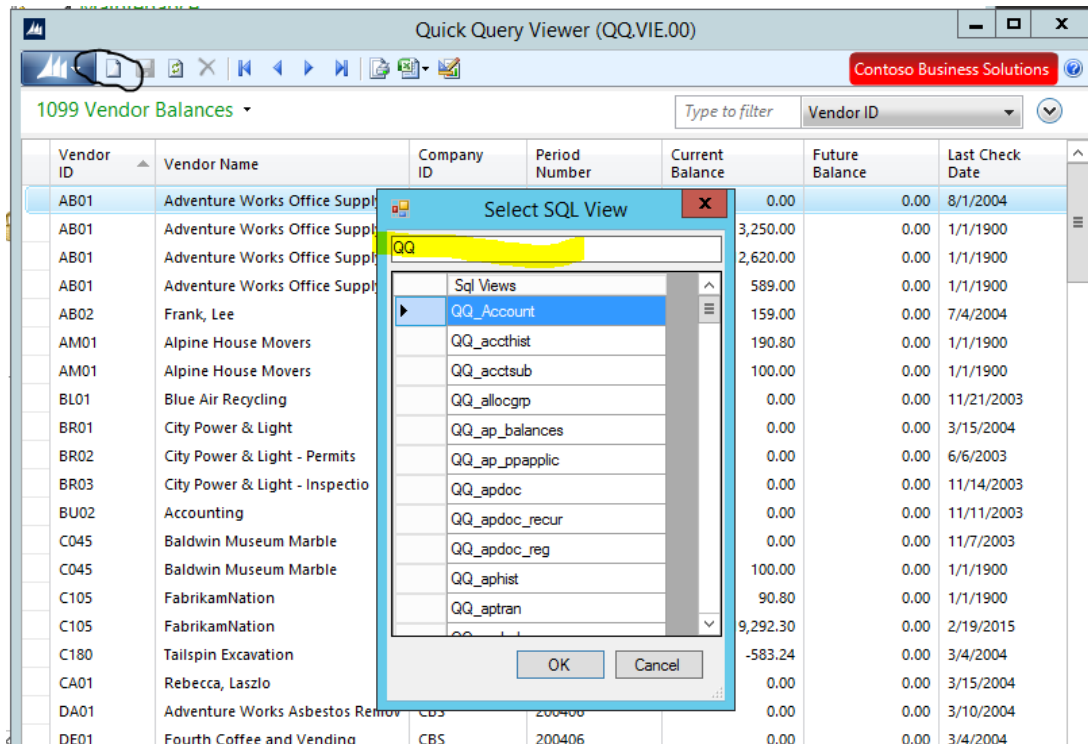 Maintenance
Quick Query Viewer (QQ.VIE.00)
Contoso Business Solutions
1099 Vendor Balances
Type to filter
Vendor ID
Vendor ID Vendor Name Company ID Period Number Current Balance Future Balance Last Check Date
AB01 Adventure Works Office Suppl 0.00 0.00 8/1/2004
AB01 Adventure Works Office Suppl 3,250.00 0.00 1/1/1900
AB01 Adventure Works Office Suppl 2,620.00 0.00 1/1/1900
AB01 Adventure Works Office Suppl 589.00 0.00 1/1/1900
AB02 Frank, Lee 159.00 0.00 7/4/2004
AM01 Alpine House Movers 190.80 0.00 1/1/1900
AM01 Alpine House Movers 100.00 0.00 1/1/1900
BL01 Blue Air Recycling 0.00 0.00 11/21/2003
BR01 City Power & Light 0.00 0.00 3/15/2004
BR02 City Power & Light - Permits 0.00 0.00 6/6/2003
BR03 City Power & Light - Inspectio 0.00 0.00 11/14/2003
BU02 Accounting 0.00 0.00 11/11/2003
C045 Baldwin Museum Marble 0.00 0.00 11/7/2003
C045 Baldwin Museum Marble 100.00 0.00 1/1/1900
C105 FabrikamNation 90.80 0.00 1/1/1900
C105 FabrikamNation 9,292.30 0.00 2/19/2015
C180 Tailspin Excavation -583.24 0.00 3/4/2004
CA01 Rebecca, Laszlo 0.00 0.00 3/15/2004
DA01 Adventure Works Asbestos Remov CBS 200406 0.00 0.00 3/10/2004
DE01 Fourth Coffee and Vending CBS 200406 0.00 0.00 3/4/2004
Select SQL View
QQ
Sql Views
QQ_Account
QQ_accthist
QQ_acctsub
QQ_allocgrp
QQ_ap_balances
QQ_ap_ppapplic
QQ_apdoc
QQ_apdoc_recur
QQ_apdoc_reg
QQ_aphist
QQ_aptran
OK Cancel